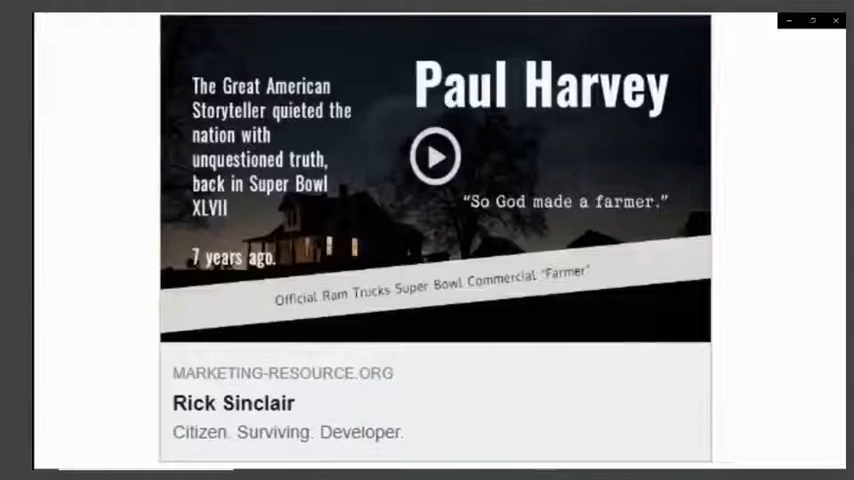 The Great American
Storyteller quieted the
nation with
unquestioned truth,
back in Super Bowl
XLVII
7 years ago.
Paul Harvey
“So God made a farmer.”
Official Ram Trucks Super Bowl Commercial “Farmer”
MARKETING-RESOURCE.ORG
Rick Sinclair
Citizen. Surviving. Developer.